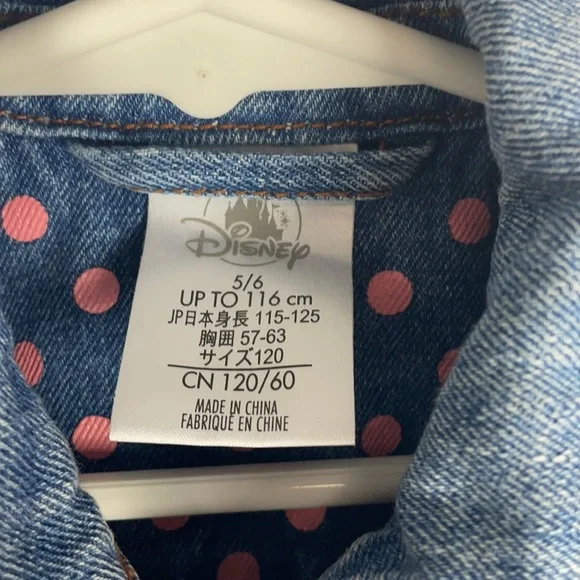 Disney
5/6
UP TO 116 cm
JP日本身長 115-125
胸囲 57-63
サイズ120
CN 120/60
MADE IN CHINA
FABRIQUÉ EN CHINE